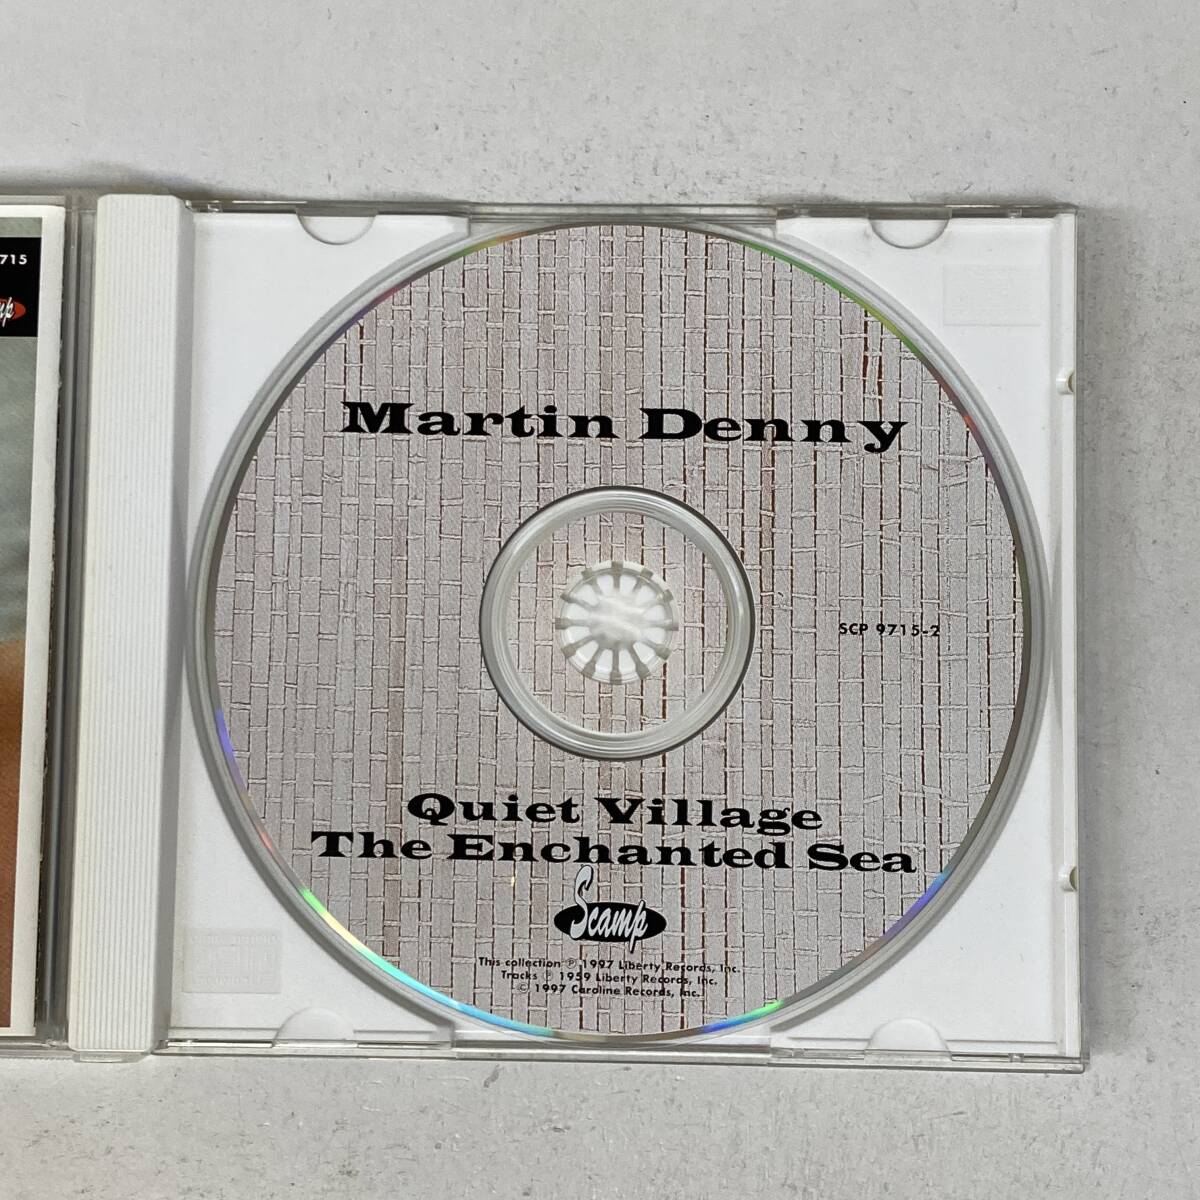 715
Martin Denny
SCP 9715-2
Quiet Village
The Enchanted Sea
Scamp
This collection ℗ 1997 Liberty Records, Inc.
Tracks ℗ 1959 Liberty Records, Inc.
© 1997 Caroline Records, Inc.